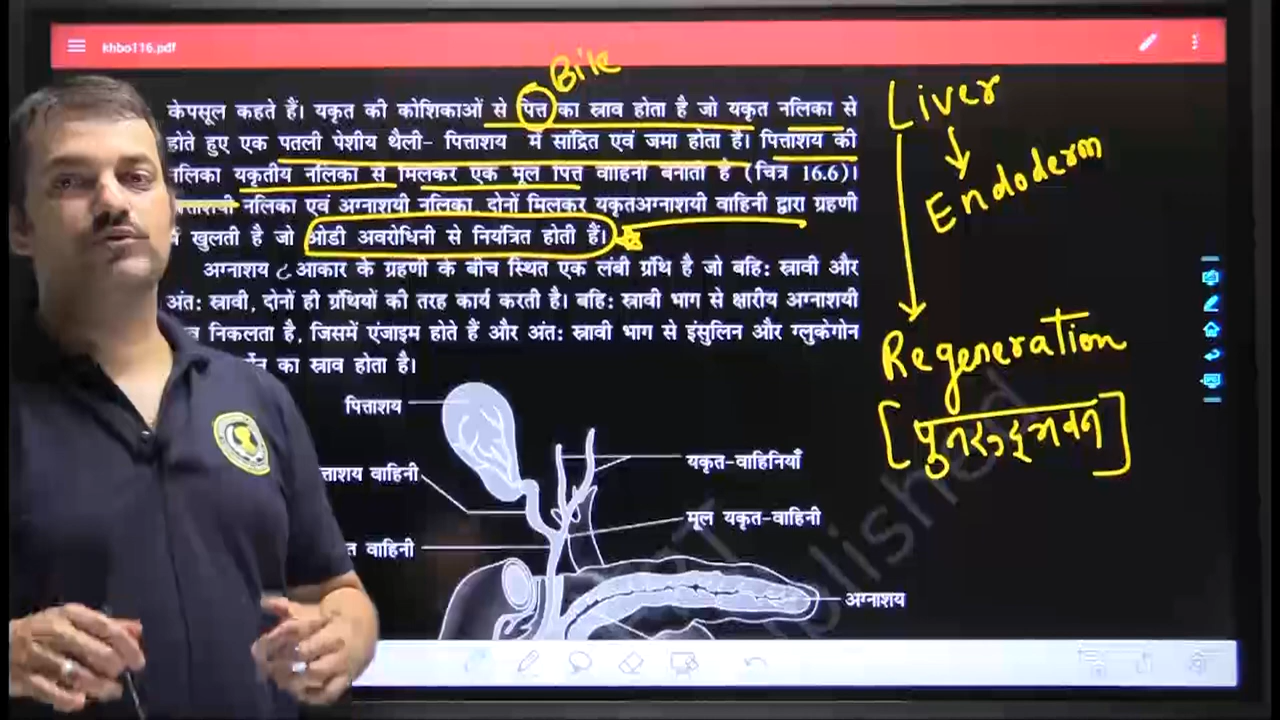 khbo116.pdf
Bile
केपसूल कहते हैं। यकृत की कोशिकाओं से पित्त का स्राव होता है जो यकृत नलिका से
होते हुए एक पतली पेशीय थैली- पित्ताशय में सांद्रित एवं जमा होता है। पित्ताशय की
नलिका यकृतीय नलिका से मिलकर एक मूल पित्त वाहिनी बनाती है (चित्र 16.6)।
नलिका एवं अग्नाशयी नलिका, दोनों मिलकर यकृतअग्नाशयी वाहिनी द्वारा ग्रहणी
खुलती है जो ओडी अवरोधिनी से नियंत्रित होती हैं।
अग्नाशय U आकार के ग्रहणी के बीच स्थित एक लंबी ग्रंथि है जो बहि: स्रावी और
अंत: स्रावी, दोनों ही ग्रंथियों की तरह कार्य करती है। बहि: स्रावी भाग से क्षारीय अग्नाशयी
निकलता है, जिसमें एंजाइम होते हैं और अंत: स्रावी भाग से इंसुलिन और ग्लुकेगोन
का स्राव होता है।
पित्ताशय
वाहिनी
वाहिनी
यकृत-वाहिनियाँ
मूल यकृत-वाहिनी
अग्नाशय
Liver
Endoderm
Regeneration
[पुनरुद्भवन]